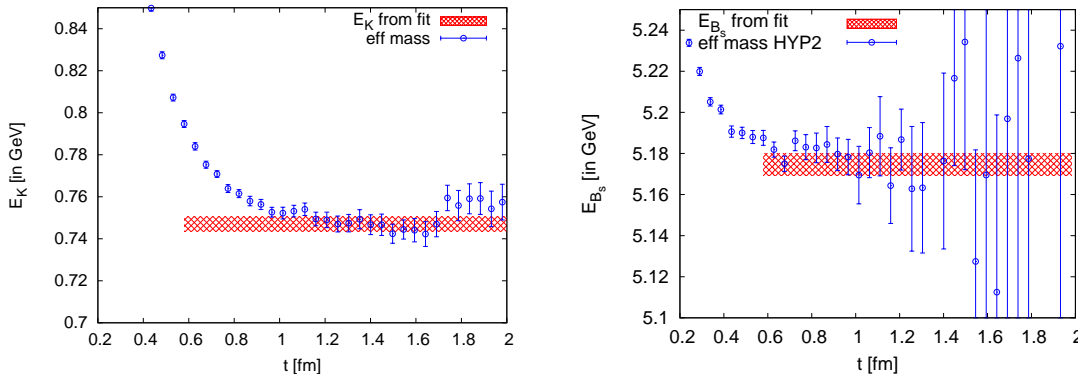 E_K from fit
eff mass
0.84
0.82
0.8
0.78
0.76
0.74
0.72
0.7
E_K [in GeV]
0.2 0.4 0.6 0.8 1 1.2 1.4 1.6 1.8 2
t [fm]
E_{B_s} from fit
eff mass HYP2
5.24
5.22
5.2
5.18
5.16
5.14
5.12
5.1
E_{B_s} [in GeV]
0.2 0.4 0.6 0.8 1 1.2 1.4 1.6 1.8 2
t [fm]